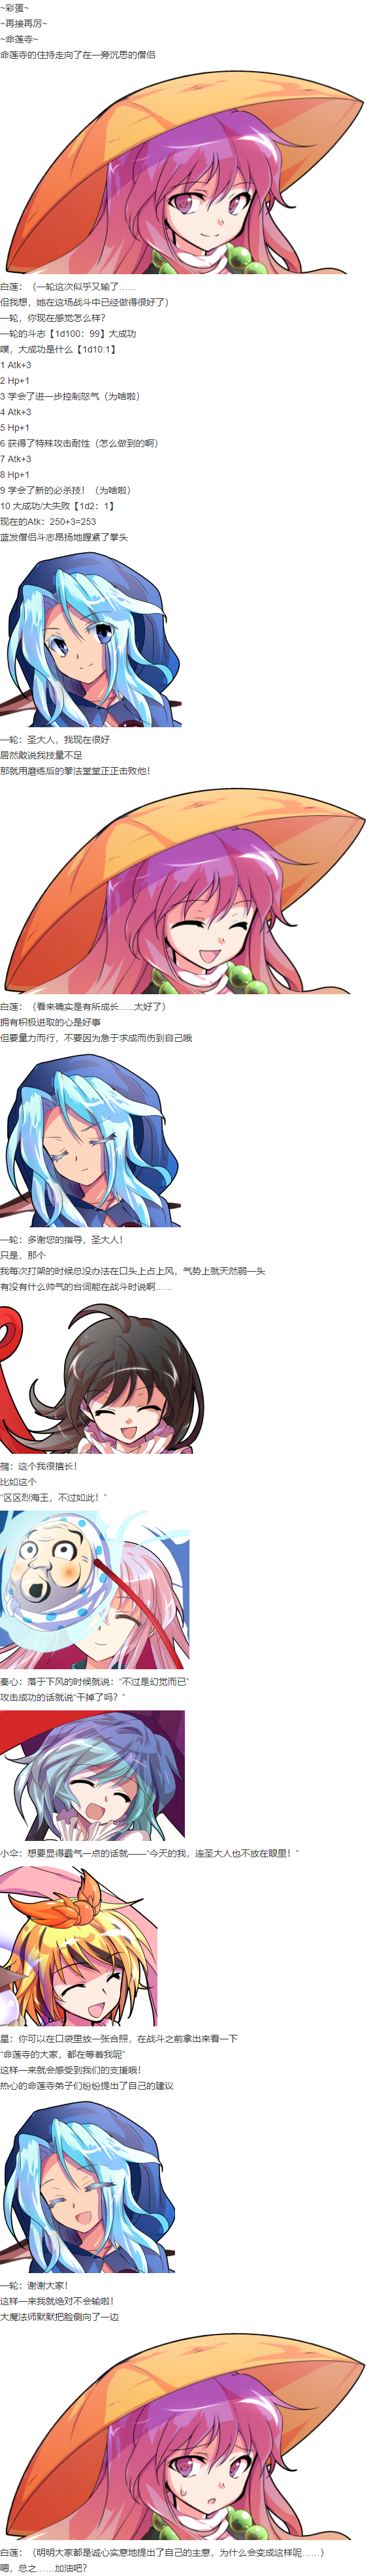 ~彩蛋~
~再接再厉~
~命莲寺~
命莲寺的住持走向了在一旁沉思的僧侣
白莲：（一轮这次似乎又输了……
但我想，她在这场战斗中已经做得很好了）
一轮，你现在感觉怎么样？
一轮的斗志【1d100：99】大成功
噗，大成功是什么【1d10:1】
1 Atk+3
2 Hp+1
3 学会了进一步控制怒气（为啥啦）
4 Atk+3
5 Hp+1
6 获得了特殊攻击耐性（怎么做到的啊）
7 Atk+3
8 Hp+1
9 学会了新的必杀技！（为啥啦）
10 大成功/大失败【1d2：1】
现在的Atk：250+3=253
蓝发僧侣斗志昂扬地握紧了拳头
一轮：圣大人，我现在很好
居然敢说我技量不足
那就用磨练后的拳法堂堂正正击败他！
白莲：（看来确实是有所成长……太好了）
拥有积极进取的心是好事
但要量力而行，不要因为急于求成而伤到自己哦
一轮：多谢您的指导，圣大人！
只是，那个
我每次打架的时候总没办法在口头上占上风，气势上就天然弱一头
有没有什么帅气的台词能在战斗时说啊……
鵺：这个我很擅长！
比如这个
“区区烈海王，不过如此！”
秦心：落于下风的时候就说：“不过是幻觉而已”
攻击成功的话就说“干掉了吗？”
小伞：想要显得霸气一点的话就——“今天的我，连圣大人也不放在眼里！”
星：你可以在口袋里放一张合照，在战斗之前拿出来看一下
“命莲寺的大家，都在等着我呢”
这样一来就会感受到我们的支援哦！
热心的命莲寺弟子们纷纷提出了自己的建议
一轮：谢谢大家！
这样一来我就绝对不会输啦！
大魔法师默默把脸侧向了一边
白莲：（明明大家都是诚心实意地提出了自己的主意，为什么会变成这样呢……）
嗯，总之……加油吧？